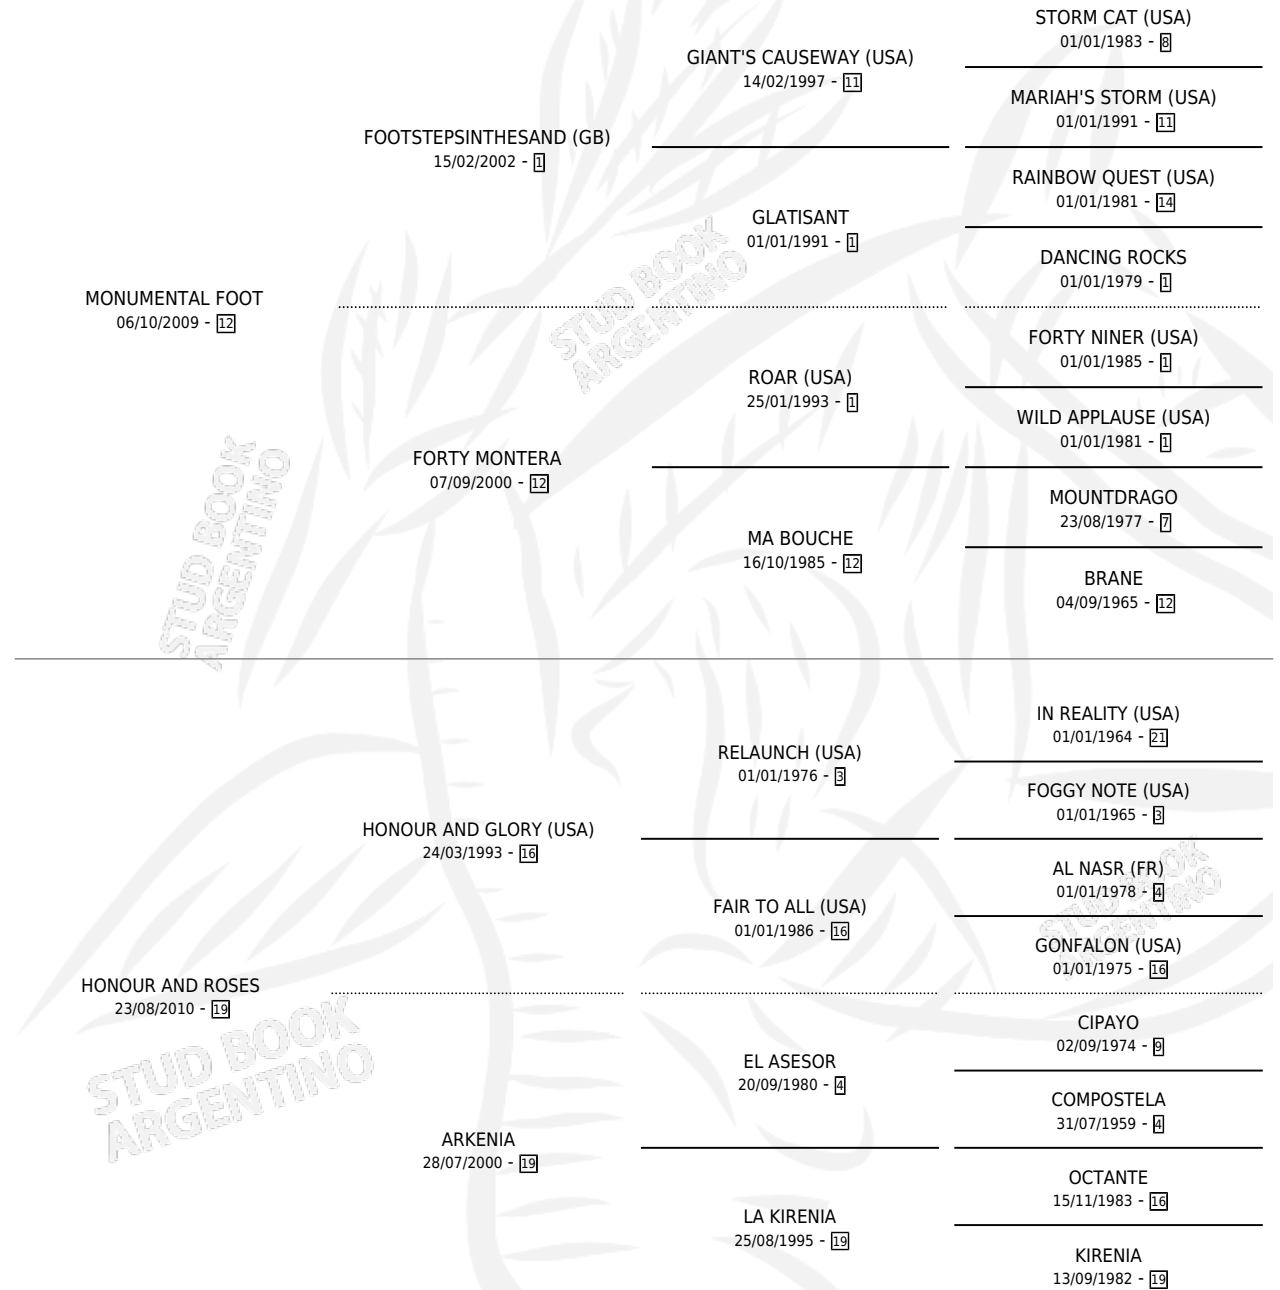 STORM CAT (USA)
01/01/1983 - 8
GIANT'S CAUSEWAY (USA)
14/02/1997 - 11
MARIAH'S STORM (USA)
01/01/1991 - 11
FOOTSTEPSINTHESAND (GB)
15/02/2002 - 1
RAINBOW QUEST (USA)
01/01/1981 - 14
GLATISANT
01/01/1991 - 1
DANCING ROCKS
01/01/1979 - 1
MONUMENTAL FOOT
06/10/2009 - 12
FORTY NINER (USA)
01/01/1985 - 1
ROAR (USA)
25/01/1993 - 1
WILD APPLAUSE (USA)
01/01/1981 - 1
FORTY MONTERA
07/09/2000 - 12
MOUNTDRAGO
23/08/1977 - 7
MA BOUCHE
16/10/1985 - 12
BRANE
04/09/1965 - 12
STUD BOOK
ARGENTINO
STUD BOOK
ARGENTINO
IN REALITY (USA)
01/01/1964 - 21
RELAUNCH (USA)
01/01/1976 - 3
FOGGY NOTE (USA)
01/01/1965 - 3
HONOUR AND GLORY (USA)
24/03/1993 - 16
AL NASR (FR)
01/01/1978 - 4
FAIR TO ALL (USA)
01/01/1986 - 16
GONFALON (USA)
01/01/1975 - 16
STUD BOOK
ARGENTINO
HONOUR AND ROSES
23/08/2010 - 19
CIPAYO
02/09/1974 - 9
EL ASESOR
20/09/1980 - 4
COMPOSTELA
31/07/1959 - 4
ARKENIA
28/07/2000 - 19
OCTANTE
15/11/1983 - 16
LA KIRENIA
25/08/1995 - 19
KIRENIA
13/09/1982 - 19
STUD BOOK
ARGENTINO